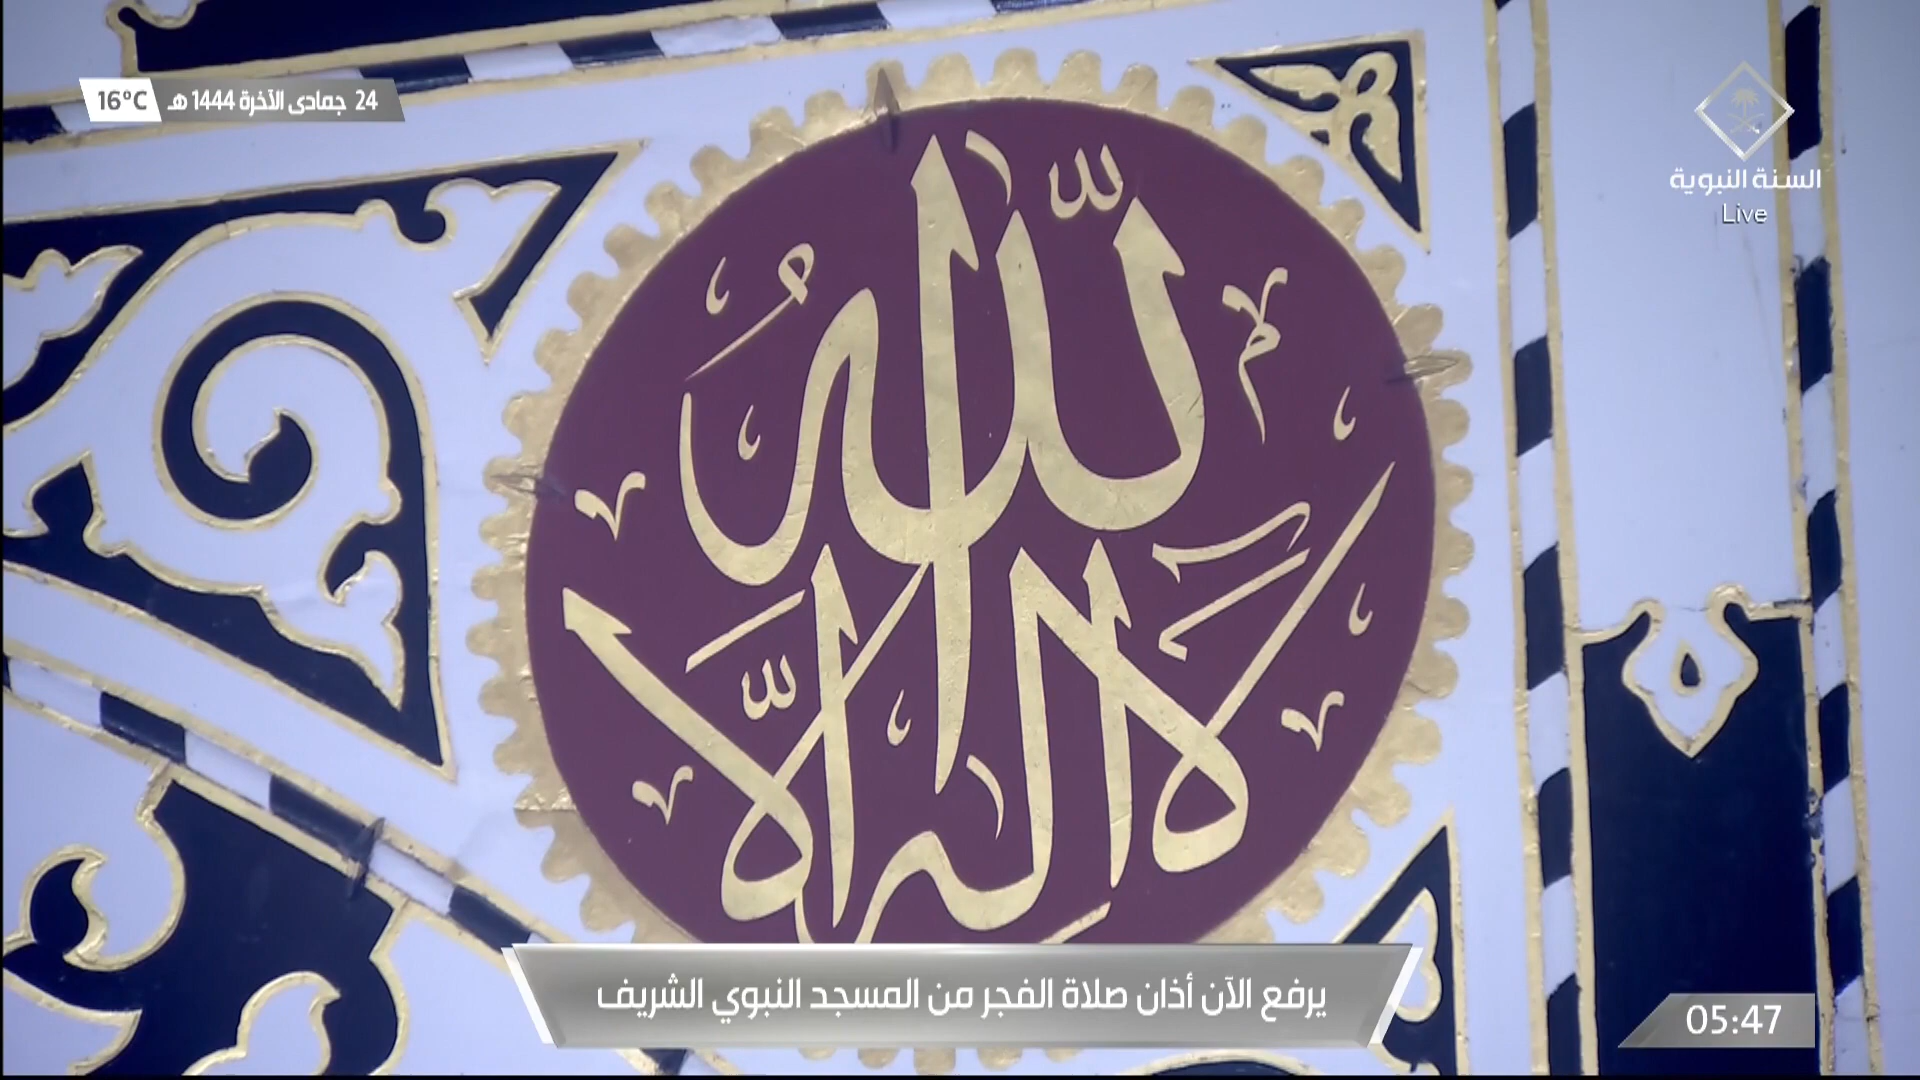 16°C
24 جمادى الآخرة 1444 هـ
السنة النبوية
Live
لا إله إلا الله
يرفع الآن أذان صلاة الفجر من المسجد النبوي الشريف
05:47